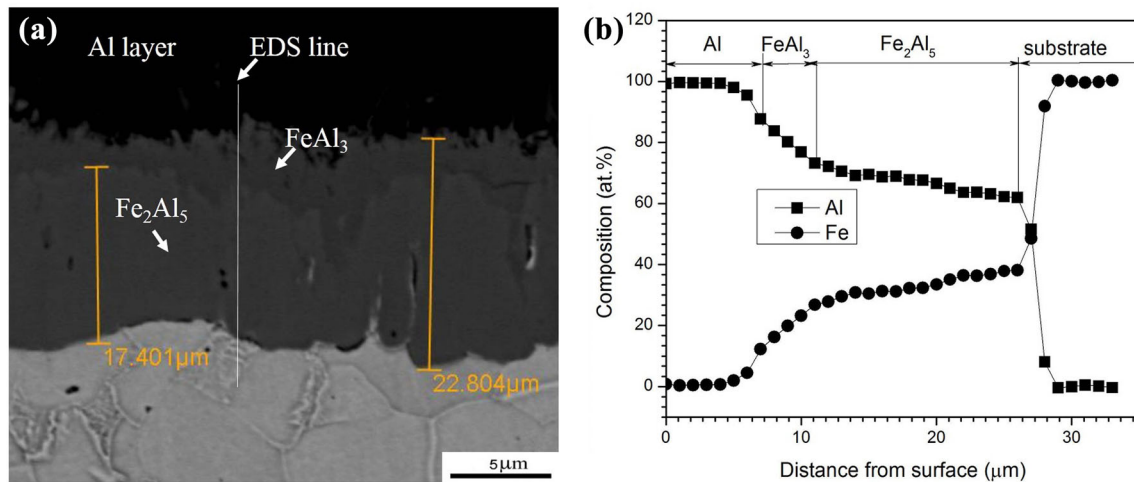 (a)
Al layer
EDS line
FeAl3
Fe2Al5
17.401μm
22.804μm
5μm
(b)
120
100
80
60
40
20
0
Composition (at.%)
Al
FeAl3
Fe2Al5
substrate
Al
Fe
0
10
20
30
Distance from surface (μm)